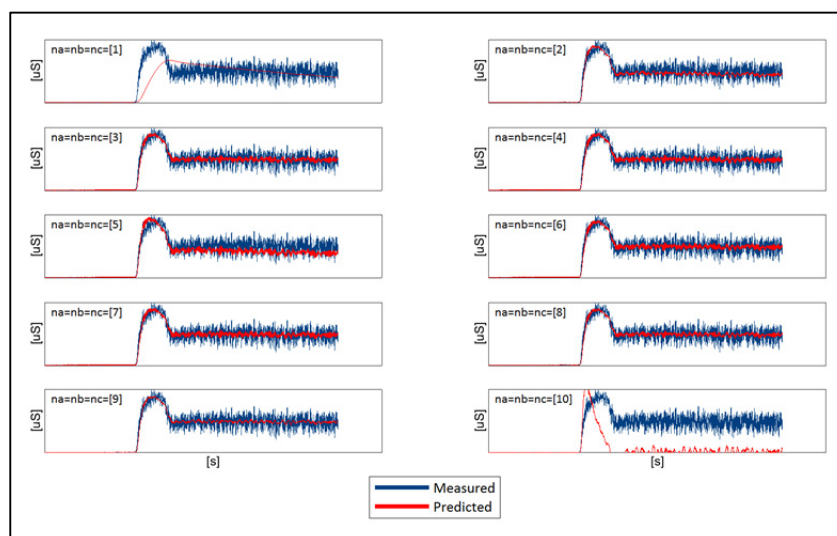 na=nb=nc=[1]
[uS]
na=nb=nc=[2]
[uS]
na=nb=nc=[3]
[uS]
na=nb=nc=[4]
[uS]
na=nb=nc=[5]
[uS]
na=nb=nc=[6]
[uS]
na=nb=nc=[7]
[uS]
na=nb=nc=[8]
[uS]
na=nb=nc=[9]
[uS]
na=nb=nc=[10]
[uS]
[s]
[s]
Measured
Predicted